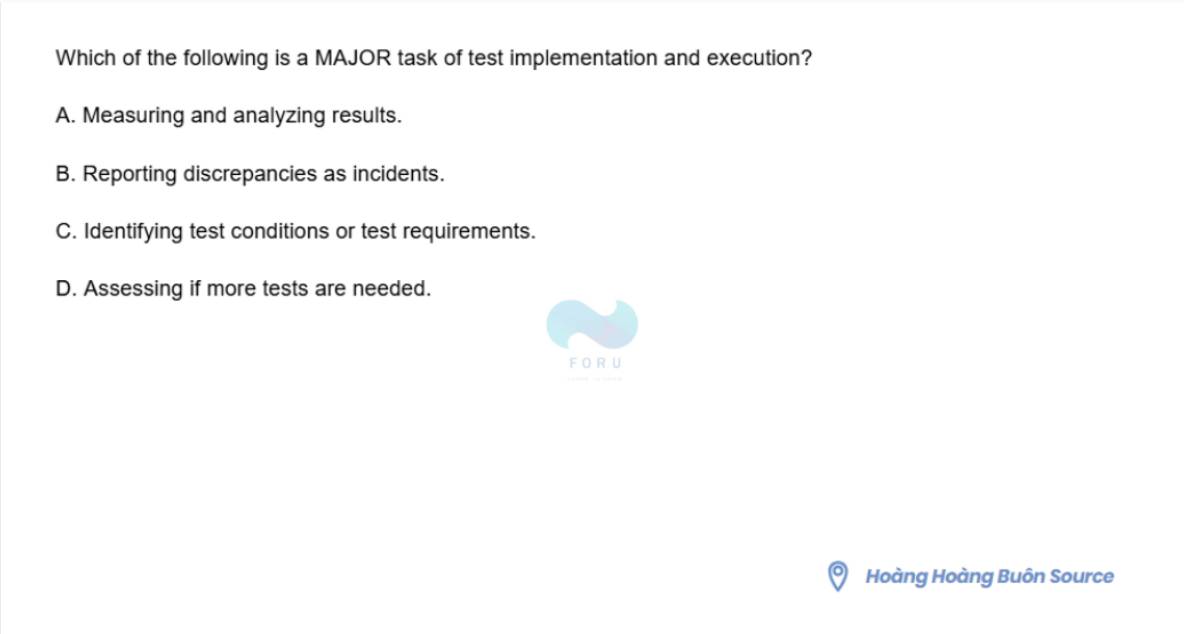 Which of the following is a MAJOR task of test implementation and execution?
A. Measuring and analyzing results.
B. Reporting discrepancies as incidents.
C. Identifying test conditions or test requirements.
D. Assessing if more tests are needed.
FORU
Hoàng Hoàng Buôn Source